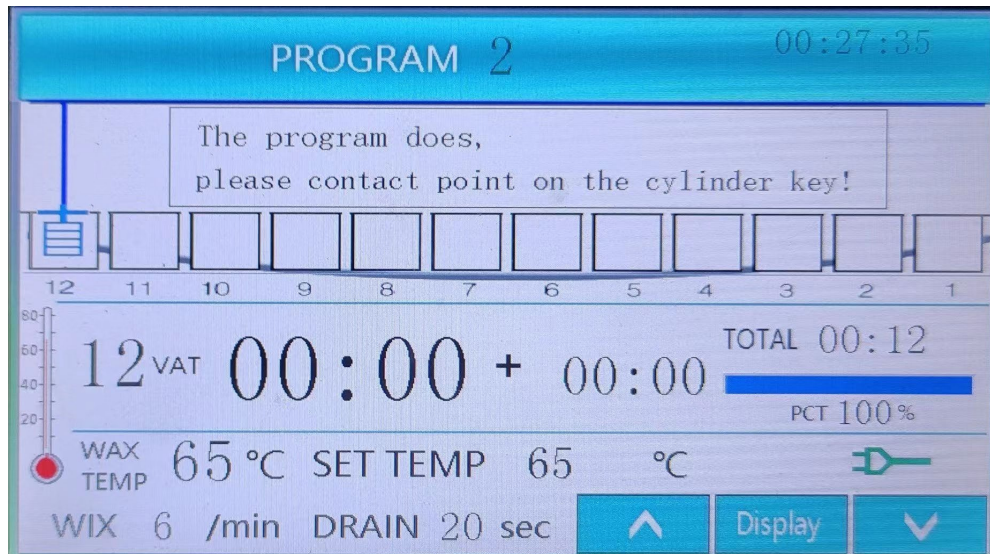 PROGRAM 2 00:27:35
The program does,
please contact point on the cylinder key!
12 11 10 9 8 7 6 5 4 3 2 1
80
60
40
20
12 VAT 00:00 + 00:00
TOTAL 00:12
PCT 100%
WAX TEMP 65 °C SET TEMP 65 °C
WIX 6 /min DRAIN 20 sec Display